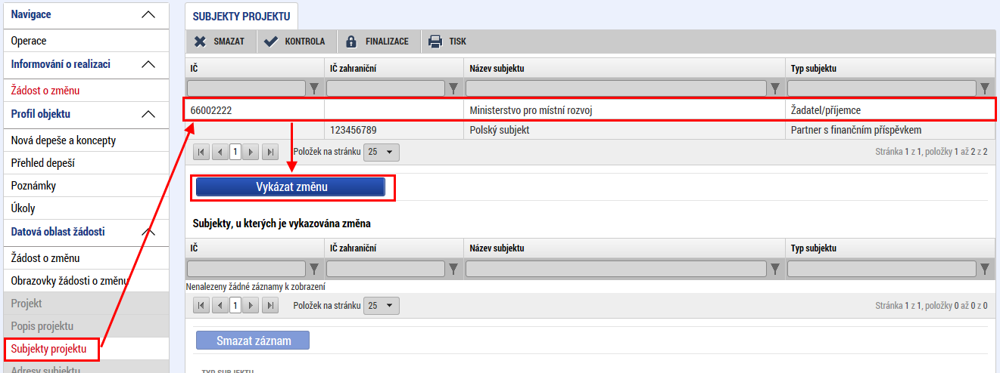 Navigace
Operace
Informování o realizaci
Žádost o změnu
Profil objektu
Nová depeše a koncepty
Přehled depeší
Poznámky
Úkoly
Datová oblast žádosti
Žádost o změnu
Obrazovky žádosti o změnu
Projekt
Popis projektu
Subjekty projektu
Adresy subjektu
SUBJEKTY PROJEKTU
SMAZAT KONTROLA FINALIZACE TISK
IČ IČ zahraniční Název subjektu Typ subjektu
66002222 Ministerstvo pro místní rozvoj Žadatel/příjemce
123456789 Polský subjekt Partner s finančním příspěvkem
1 Položek na stránku 25 Stránka 1 z 1, položky 1 až 2 z 2
Vykázat změnu
Subjekty, u kterých je vykazována změna
IČ IČ zahraniční Název subjektu Typ subjektu
Nenalezeny žádné záznamy k zobrazení
1 Položek na stránku 25 Stránka 1 z 1, položky 0 až 0 z 0
Smazat záznam
TYP SUBJEKTU